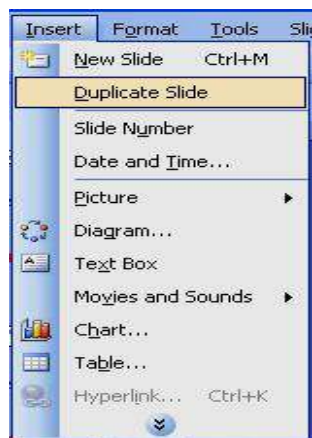 Insert Format Tools Sli
New Slide Ctrl+M
Duplicate Slide
Slide Number
Date and Time...
Picture
Diagram...
Text Box
Movies and Sounds
Chart...
Table...
Hyperlink... Ctrl+K